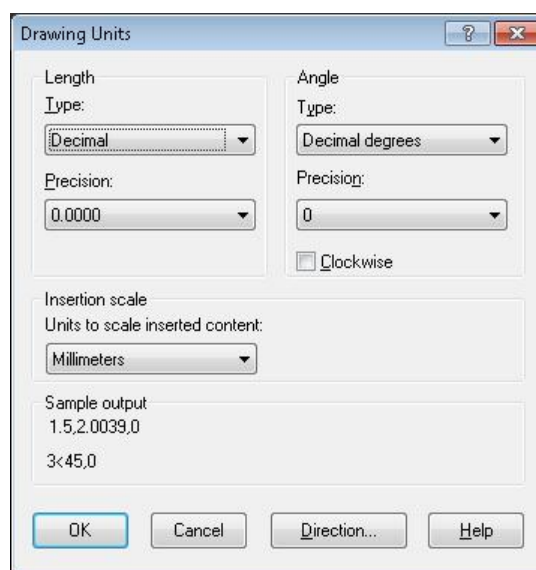 Drawing Units
Length
Type:
Decimal
Precision:
0.0000
Angle
Type:
Decimal degrees
Precision:
0
Clockwise
Insertion scale
Units to scale inserted content:
Millimeters
Sample output
1.5,2.0039,0
3<45,0
OK Cancel Direction... Help